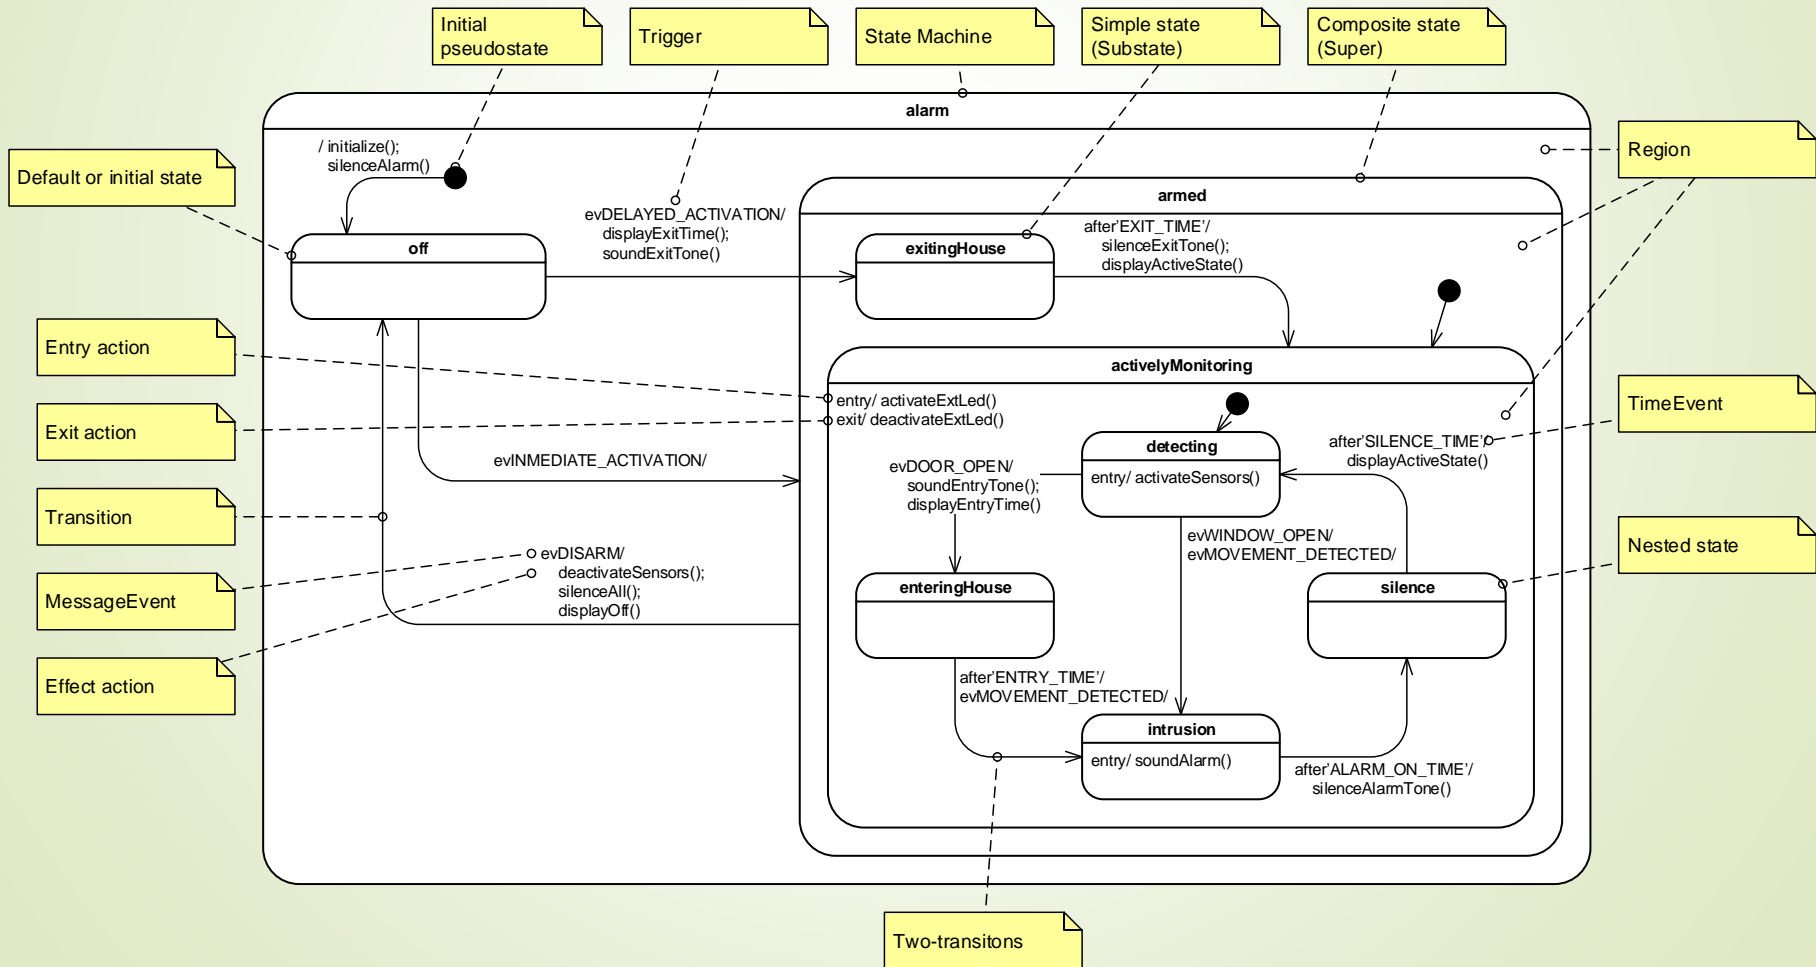 Initial
pseudostate
Trigger
State Machine
Simple state
(Substate)
Composite state
(Super)
alarm
Region
Default or initial state
/ initialize();
silenceAlarm()
armed
evDELAYED_ACTIVATION/
displayExitTime();
soundExitTone()
off
exitingHouse
after'EXIT_TIME'/
silenceExitTone();
displayActiveState()
Entry action
activelyMonitoring
entry/ activateExtLed()
exit/ deactivateExtLed()
TimeEvent
Exit action
detecting
entry/ activateSensors()
after'SILENCE_TIME'/
displayActiveState()
evINMEDIATE_ACTIVATION/
evDOOR_OPEN/
soundEntryTone();
displayEntryTime()
Transition
evWINDOW_OPEN/
evMOVEMENT_DETECTED/
Nested state
evDISARM/
deactivateSensors();
silenceAll();
displayOff()
MessageEvent
enteringHouse
silence
Effect action
after'ENTRY_TIME'/
evMOVEMENT_DETECTED/
intrusion
entry/ soundAlarm()
after'ALARM_ON_TIME'/
silenceAlarmTone()
Two-transitons